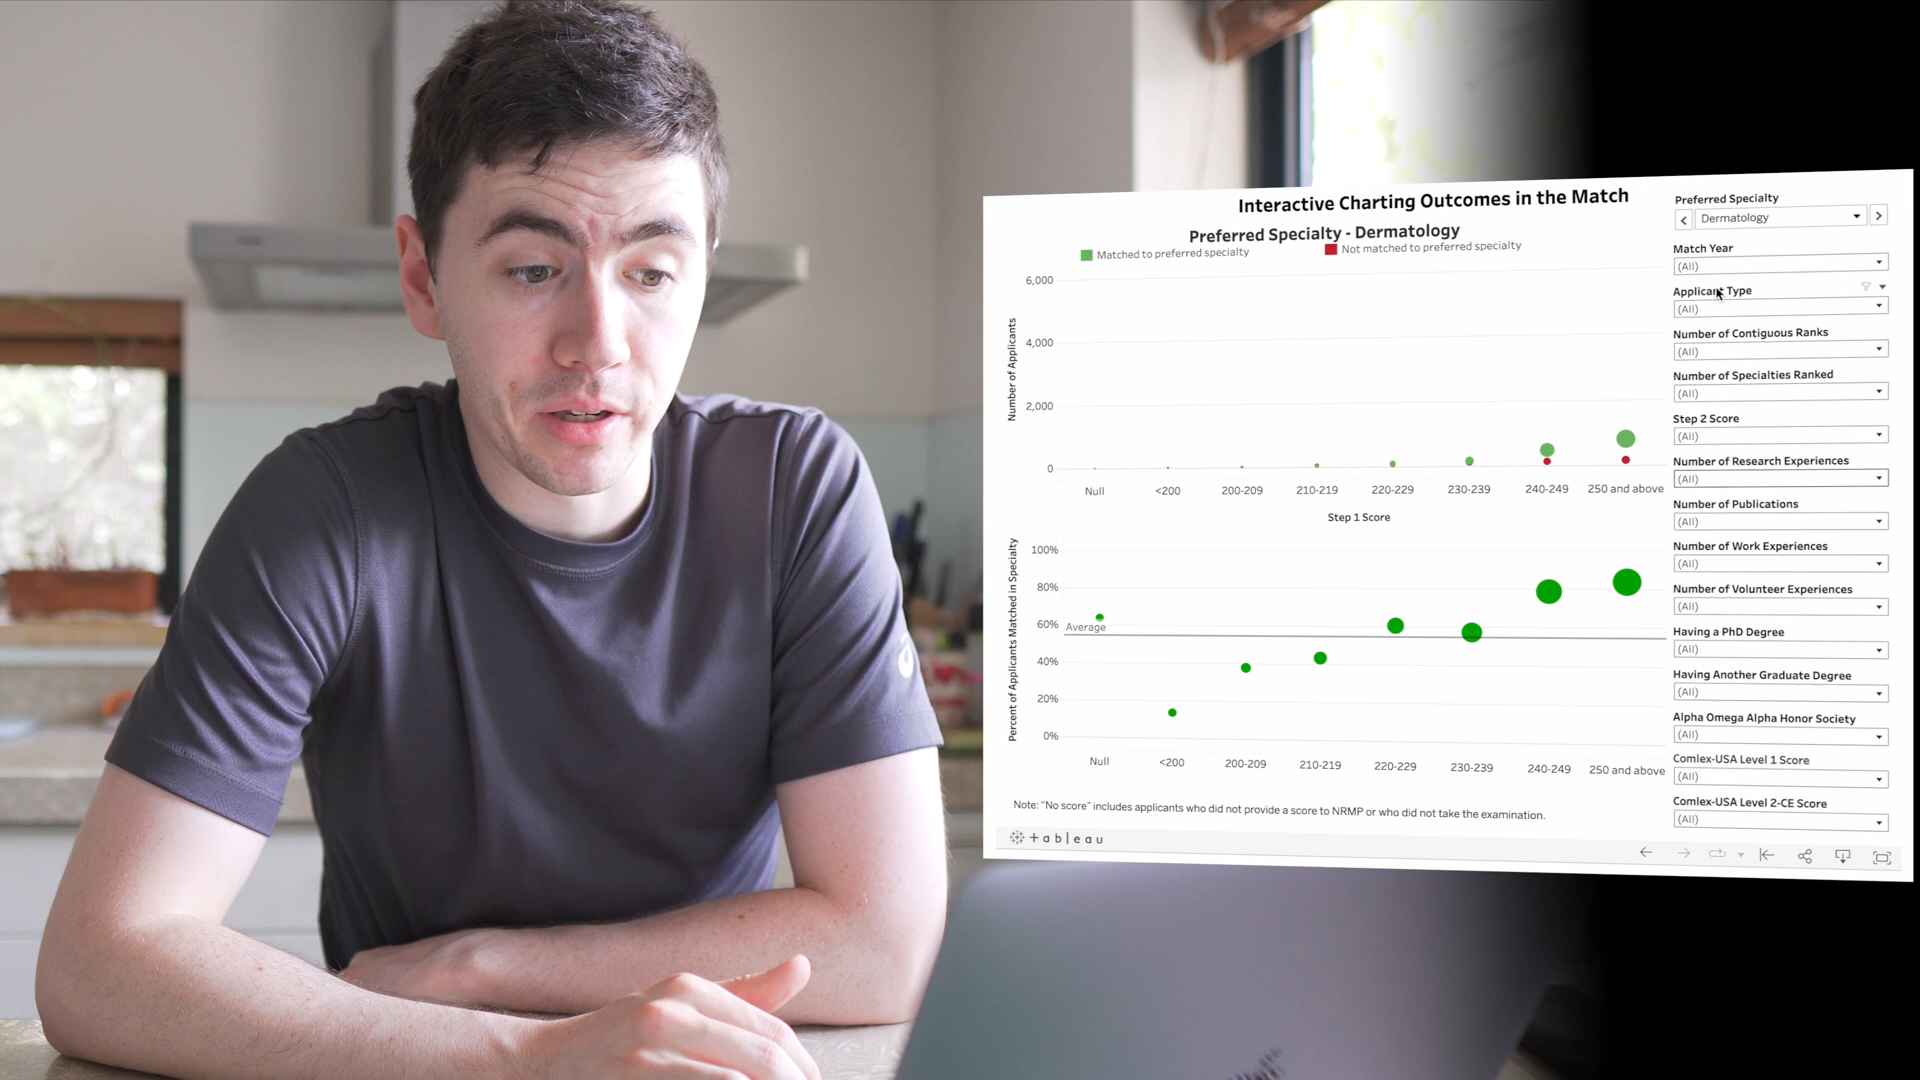 Interactive Charting Outcomes in the Match
Preferred Specialty - Dermatology
Matched to preferred specialty
Not matched to preferred specialty
Number of Applicants
6,000
4,000
2,000
0
Null
<200
200-209
210-219
220-229
230-239
240-249
250 and above
Step 1 Score
Percent of Applicants Matched in Specialty
100%
80%
60%
Average
40%
20%
0%
Null
<200
200-209
210-219
220-229
230-239
240-249
250 and above
Note: "No score" includes applicants who did not provide a score to NRMP or who did not take the examination.
+ableau
Preferred Specialty
Dermatology
Match Year
(All)
Applicant Type
(All)
Number of Contiguous Ranks
(All)
Number of Specialties Ranked
(All)
Step 2 Score
(All)
Number of Research Experiences
(All)
Number of Publications
(All)
Number of Work Experiences
(All)
Number of Volunteer Experiences
(All)
Having a PhD Degree
(All)
Having Another Graduate Degree
(All)
Alpha Omega Alpha Honor Society
(All)
Comlex-USA Level 1 Score
(All)
Comlex-USA Level 2-CE Score
(All)